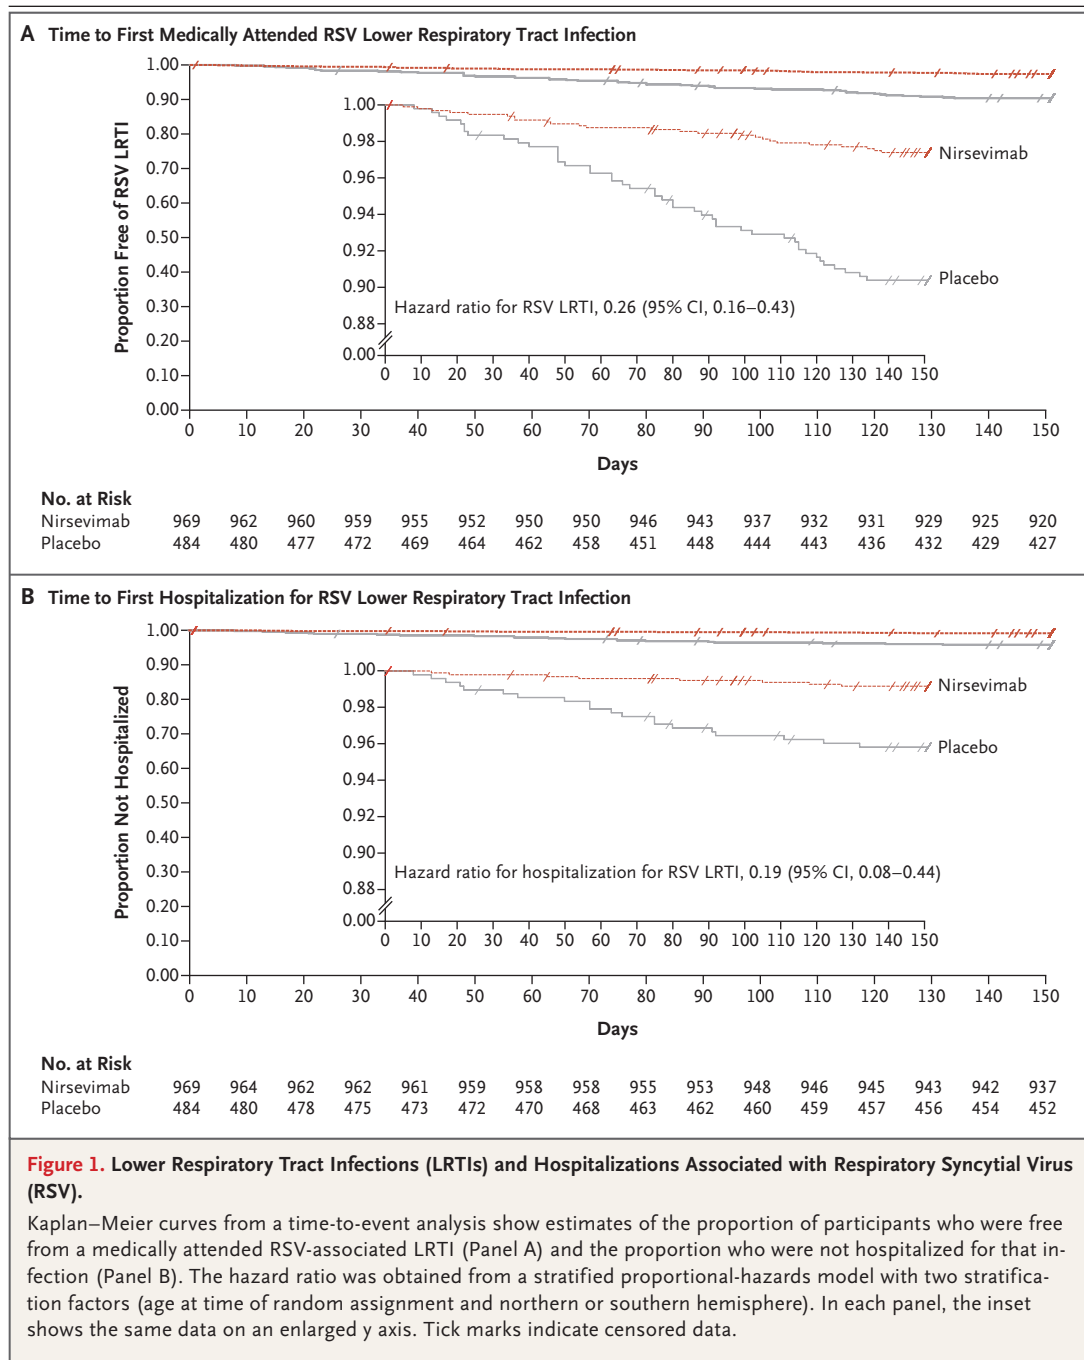 A Time to First Medically Attended RSV Lower Respiratory Tract Infection
Proportion Free of RSV LRTI
1.00
0.90
0.80
0.70
0.60
0.50
0.40
0.30
0.20
0.10
0.00
1.00
0.98
0.96
0.94
0.92
0.90
0.88
0.00
Nirsevimab
Placebo
Hazard ratio for RSV LRTI, 0.26 (95% CI, 0.16–0.43)
0 10 20 30 40 50 60 70 80 90 100 110 120 130 140 150
0 10 20 30 40 50 60 70 80 90 100 110 120 130 140 150
Days
No. at Risk
Nirsevimab 969 962 960 959 955 952 950 950 946 943 937 932 931 929 925 920
Placebo 484 480 477 472 469 464 462 458 451 448 444 443 436 432 429 427
B Time to First Hospitalization for RSV Lower Respiratory Tract Infection
Proportion Not Hospitalized
1.00
0.90
0.80
0.70
0.60
0.50
0.40
0.30
0.20
0.10
0.00
1.00
0.98
0.96
0.94
0.92
0.90
0.88
0.00
Nirsevimab
Placebo
Hazard ratio for hospitalization for RSV LRTI, 0.19 (95% CI, 0.08–0.44)
0 10 20 30 40 50 60 70 80 90 100 110 120 130 140 150
0 10 20 30 40 50 60 70 80 90 100 110 120 130 140 150
Days
No. at Risk
Nirsevimab 969 964 962 962 961 959 958 958 955 953 948 946 945 943 942 937
Placebo 484 480 478 475 473 472 470 468 463 462 460 459 457 456 454 452
Figure 1. Lower Respiratory Tract Infections (LRTIs) and Hospitalizations Associated with Respiratory Syncytial Virus
(RSV).
Kaplan–Meier curves from a time-to-event analysis show estimates of the proportion of participants who were free
from a medically attended RSV-associated LRTI (Panel A) and the proportion who were not hospitalized for that in-
fection (Panel B). The hazard ratio was obtained from a stratified proportional-hazards model with two stratifica-
tion factors (age at time of random assignment and northern or southern hemisphere). In each panel, the inset
shows the same data on an enlarged y axis. Tick marks indicate censored data.